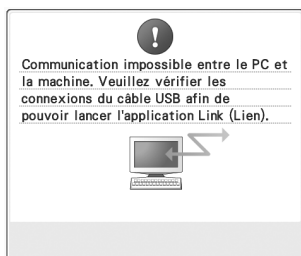 Communication impossible entre le PC et
la machine. Veuillez vérifier les
connexions du câble USB afin de
pouvoir lancer l'application Link (Lien).